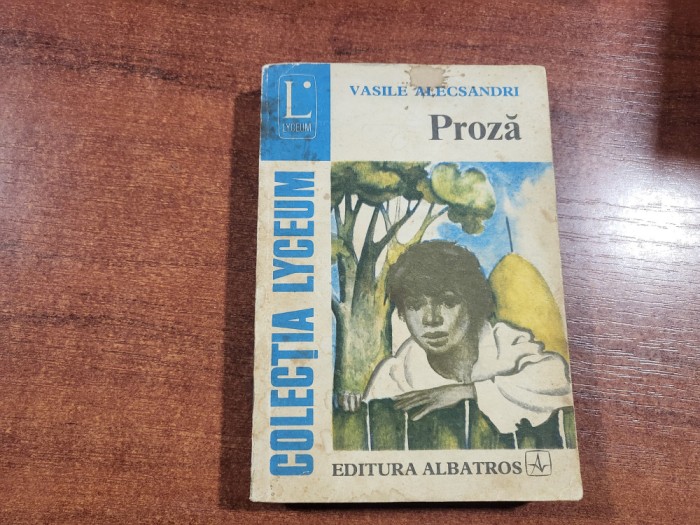 L
LYCEUM
VASILE ALECSANDRI
Proză
COLECȚIA LYCEUM
EDITURA ALBATROS